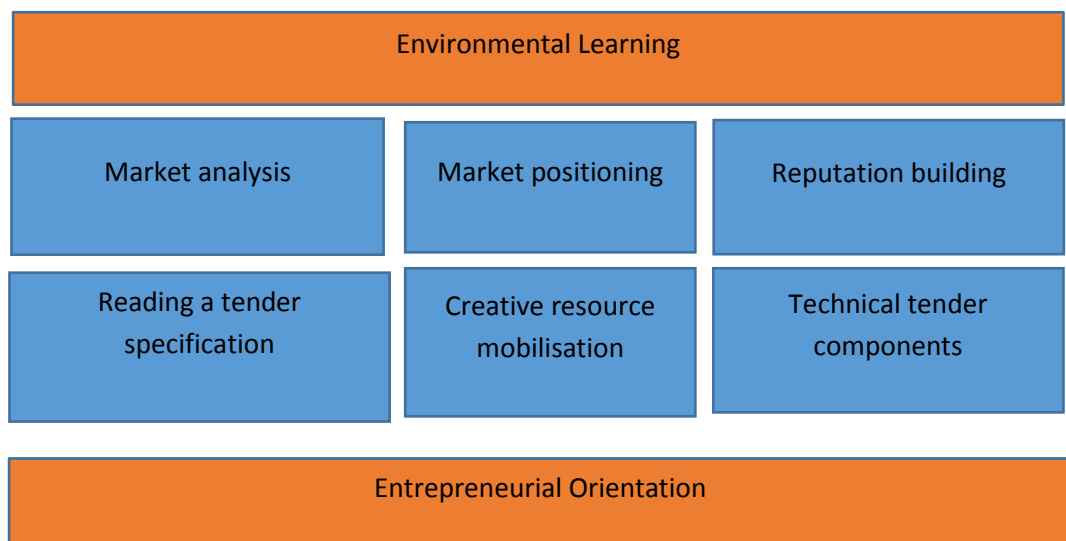 Environmental Learning
Market analysis
Market positioning
Reputation building
Reading a tender
specification
Creative resource
mobilisation
Technical tender
components
Entrepreneurial Orientation